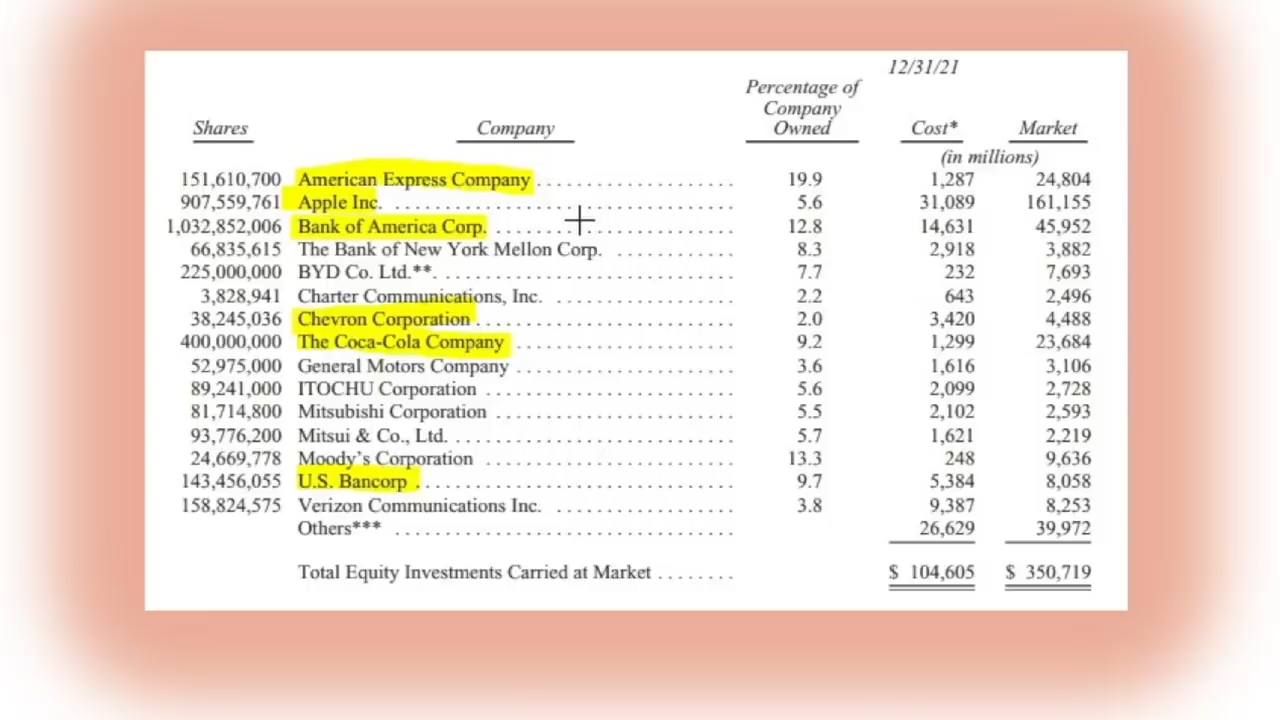 12/31/21
Percentage of
Company
Shares Company Owned Cost* Market
(in millions)
151,610,700 American Express Company . . . . . . . . . . . . . . . . . . . . . 19.9 1,287 24,804
907,559,761 Apple Inc. . . . . . . . . . . . . . . . . . . . . . . . . . . . . . . . . . . . 5.6 31,089 161,155
1,032,852,006 Bank of America Corp. . . . . . . . . . . . . . . . . . . . . . . . . 12.8 14,631 45,952
66,835,615 The Bank of New York Mellon Corp. . . . . . . . . . . . . 8.3 2,918 3,882
225,000,000 BYD Co. Ltd.**. . . . . . . . . . . . . . . . . . . . . . . . . . . . . . 7.7 232 7,693
3,828,941 Charter Communications, Inc. . . . . . . . . . . . . . . . . . . 2.2 643 2,496
38,245,036 Chevron Corporation . . . . . . . . . . . . . . . . . . . . . . . . . . 2.0 3,420 4,488
400,000,000 The Coca-Cola Company . . . . . . . . . . . . . . . . . . . . . . 9.2 1,299 23,684
52,975,000 General Motors Company . . . . . . . . . . . . . . . . . . . . . . 3.6 1,616 3,106
89,241,000 ITOCHU Corporation . . . . . . . . . . . . . . . . . . . . . . . . . 5.6 2,099 2,728
81,714,800 Mitsubishi Corporation . . . . . . . . . . . . . . . . . . . . . . . . 5.5 2,102 2,593
93,776,200 Mitsui & Co., Ltd. . . . . . . . . . . . . . . . . . . . . . . . . . . . . 5.7 1,621 2,219
24,669,778 Moody’s Corporation . . . . . . . . . . . . . . . . . . . . . . . . . 13.3 248 9,636
143,456,055 U.S. Bancorp . . . . . . . . . . . . . . . . . . . . . . . . . . . . . . . . 9.7 5,384 8,058
158,824,575 Verizon Communications Inc. . . . . . . . . . . . . . . . . . . 3.8 9,387 8,253
Others*** . . . . . . . . . . . . . . . . . . . . . . . . . . . . . . . . . . 26,629 39,972
Total Equity Investments Carried at Market . . . . . . . . $ 104,605 $ 350,719